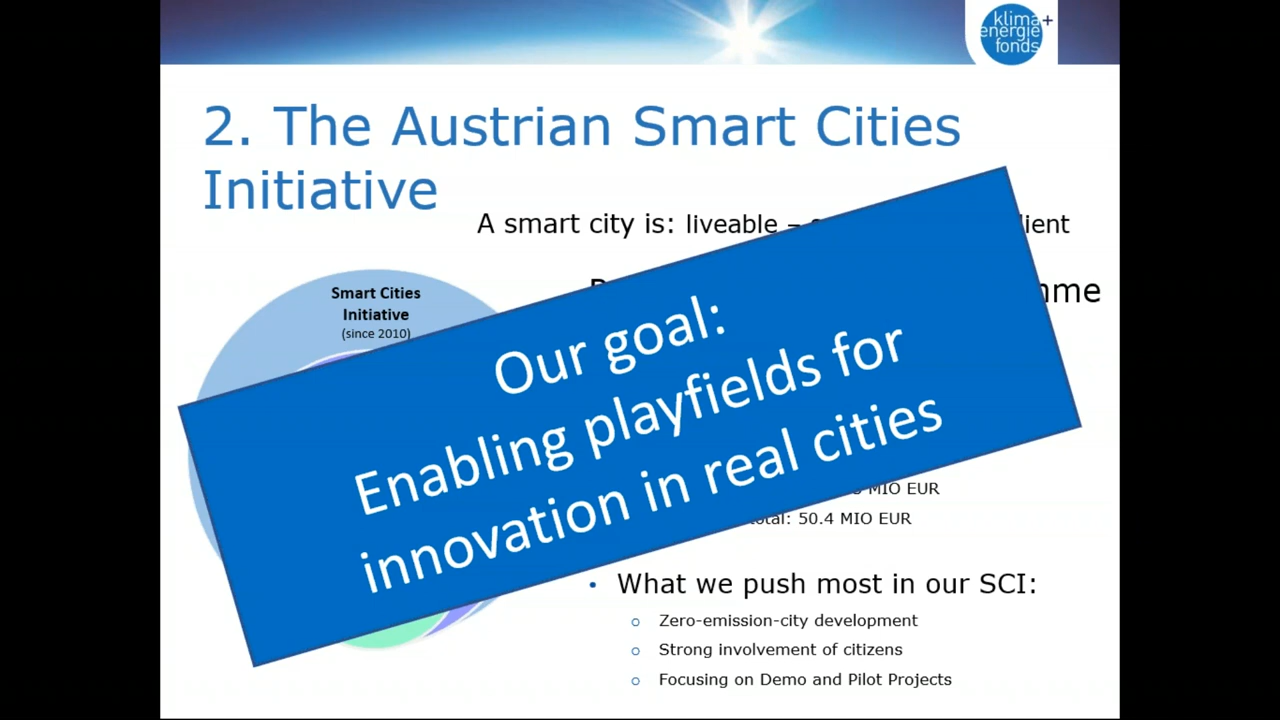 klima+
energie
fonds
2. The Austrian Smart Cities
Initiative
A smart city is: liveable –
Smart Cities
Initiative
(since 2010)
Our goal:
Enabling playfields for
innovation in real cities
MIO EUR
total: 50.4 MIO EUR
• What we push most in our SCI:
o Zero-emission-city development
o Strong involvement of citizens
o Focusing on Demo and Pilot Projects